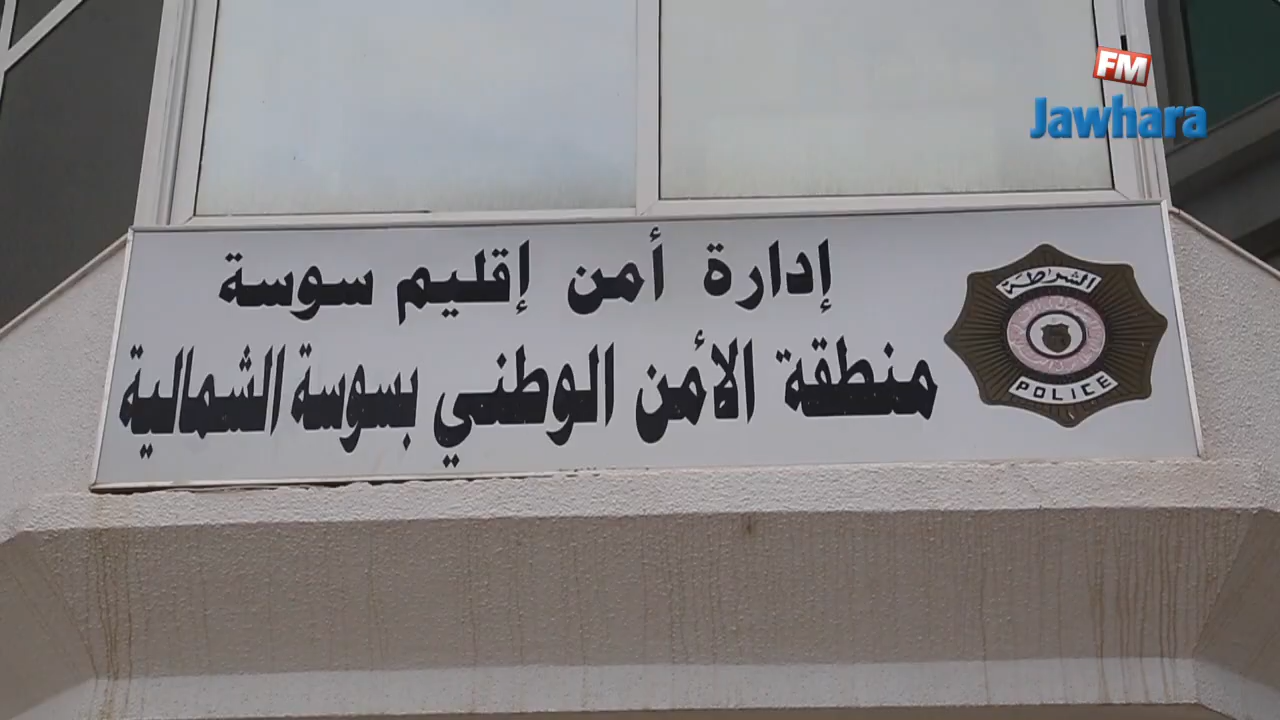 FM
Jawhara
إدارة أمن إقليم سوسة
منطقة الأمن الوطني بسوسة الشمالية
الشرطة
POLICE